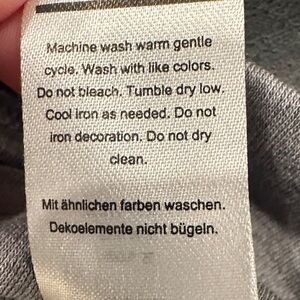 Machine wash warm gentle
cycle. Wash with like colors.
Do not bleach. Tumble dry low.
Cool iron as needed. Do not
iron decoration. Do not dry
clean.
Mit ähnlichen farben waschen.
Dekoelemente nicht bügeln.